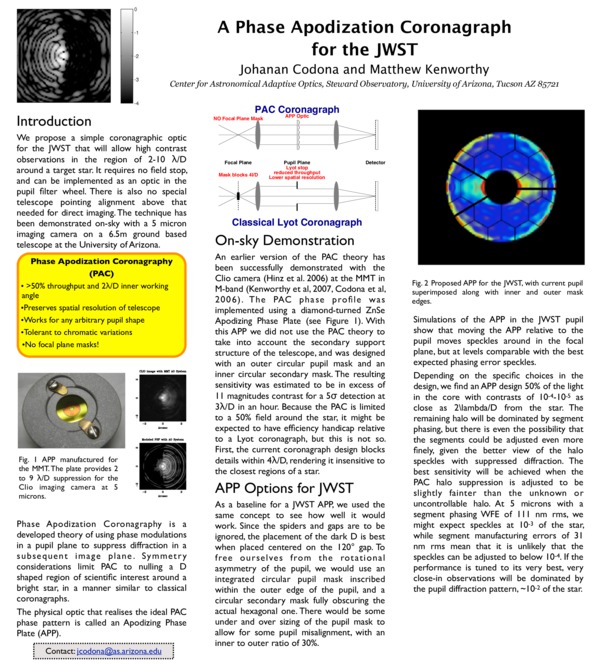 A Phase Apodization Coronagraph
for the JWST
Johanan Codona and Matthew Kenworthy
Center for Astronomical Adaptive Optics, Steward Observatory, University of Arizona, Tucson AZ 85721
0
-1
-2
-3
-4
Introduction
We propose a simple coronagraphic optic
for the JWST that will allow high contrast
observations in the region of 2-10 λ/D
around a target star. It requires no field stop,
and can be implemented as an optic in the
pupil filter wheel. There is also no special
telescope pointing alignment above that
needed for direct imaging. The technique has
been demonstrated on-sky with a 5 micron
imaging camera on a 6.5m ground based
telescope at the University of Arizona.
Phase Apodization Coronagraphy
(PAC)
• >50% throughput and 2λ/D inner working
angle
•Preserves spatial resolution of telescope
•Works for any arbitrary pupil shape
•Tolerant to chromatic variations
•No focal plane masks!
Fig. 1 APP manufactured for
the MMT. The plate provides 2
to 9 λ/D suppression for the
Clio imaging camera at 5
microns.
Phase Apodization Coronagraphy is a
developed theory of using phase modulations
in a pupil plane to suppress diffraction in a
subsequent image plane. Symmetry
considerations limit PAC to nulling a D
shaped region of scientific interest around a
bright star, in a manner similar to classical
coronagraphs.
The physical optic that realises the ideal PAC
phase pattern is called an Apodizing Phase
Plate (APP).
Contact: jcodona@as.arizona.edu
PAC Coronagraph
NO Focal Plane Mask
APP Optic
Focal Plane
Pupil Plane
Detector
Mask blocks 4l/D
Lyot stop
reduced throughput
Lower spatial resolution
Classical Lyot Coronagraph
On-sky Demonstration
An earlier version of the PAC theory has
been successfully demonstrated with the
Clio camera (Hinz et al. 2006) at the MMT in
M-band (Kenworthy et al, 2007, Codona et al,
2006). The PAC phase profile was
implemented using a diamond-turned ZnSe
Apodizing Phase Plate (see Figure 1). With
this APP we did not use the PAC theory to
take into account the secondary support
structure of the telescope, and was designed
with an outer circular pupil mask and an
inner circular secondary mask. The resulting
sensitivity was estimated to be in excess of
11 magnitudes contrast for a 5σ detection at
3λ/D in an hour. Because the PAC is limited
to a 50% field around the star, it might be
expected to have efficiency handicap relative
to a Lyot coronagraph, but this is not so.
First, the current coronagraph design blocks
details within 4λ/D, rendering it insensitive to
the closest regions of a star.
APP Options for JWST
As a baseline for a JWST APP, we used the
same concept to see how well it would
work. Since the spiders and gaps are to be
ignored, the placement of the dark D is best
when placed centered on the 120° gap. To
free ourselves from the rotational
asymmetry of the pupil, we would use an
integrated circular pupil mask inscribed
within the outer edge of the pupil, and a
circular secondary mask fully obscuring the
actual hexagonal one. There would be some
under and over sizing of the pupil mask to
allow for some pupil misalignment, with an
inner to outer ratio of 30%.
Fig. 2 Proposed APP for the JWST, with current pupil
superimposed along with inner and outer mask
edges.
Simulations of the APP in the JWST pupil
show that moving the APP relative to the
pupil moves speckles around in the focal
plane, but at levels comparable with the best
expected phasing error speckles.
Depending on the specific choices in the
design, we find an APP design 50% of the light
in the core with contrasts of 10-4-10-5 as
close as 2\lambda/D from the star. The
remaining halo will be dominated by segment
phasing, but there is even the possibility that
the segments could be adjusted even more
finely, given the better view of the halo
speckles with suppressed diffraction. The
best sensitivity will be achieved when the
PAC halo suppression is adjusted to be
slightly fainter than the unknown or
uncontrollable halo. At 5 microns with a
segment phasing WFE of 111 nm rms, we
might expect speckles at 10-3 of the star,
while segment manufacturing errors of 31
nm rms mean that it is unlikely that the
speckles can be adjusted to below 10-4. If the
performance is tuned to its very best, very
close-in observations will be dominated by
the pupil diffraction pattern, ~10-2 of the star.